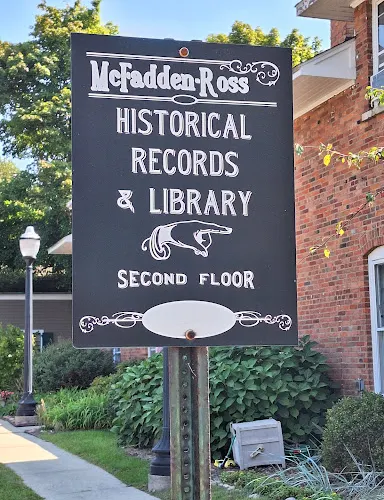 McFadden-Ross
HISTORICAL
RECORDS
& LIBRARY
SECOND FLOOR